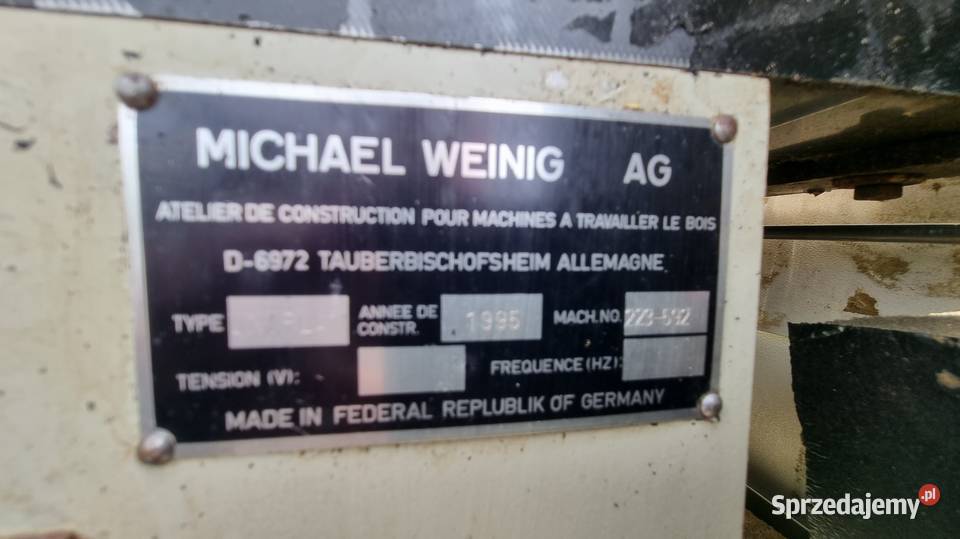 MICHAEL WEINIG AG
ATELIER DE CONSTRUCTION POUR MACHINES A TRAVAILLER LE BOIS
D-6972 TAUBERBISCHOFSHEIM ALLEMAGNE
TYPE ANNEE DE CONSTR. 1995 MACH.NO.
TENSION (V): FREQUENCE (HZ):
MADE IN FEDERAL REPLUBLIK OF GERMANY
Sprzedajemy.pl